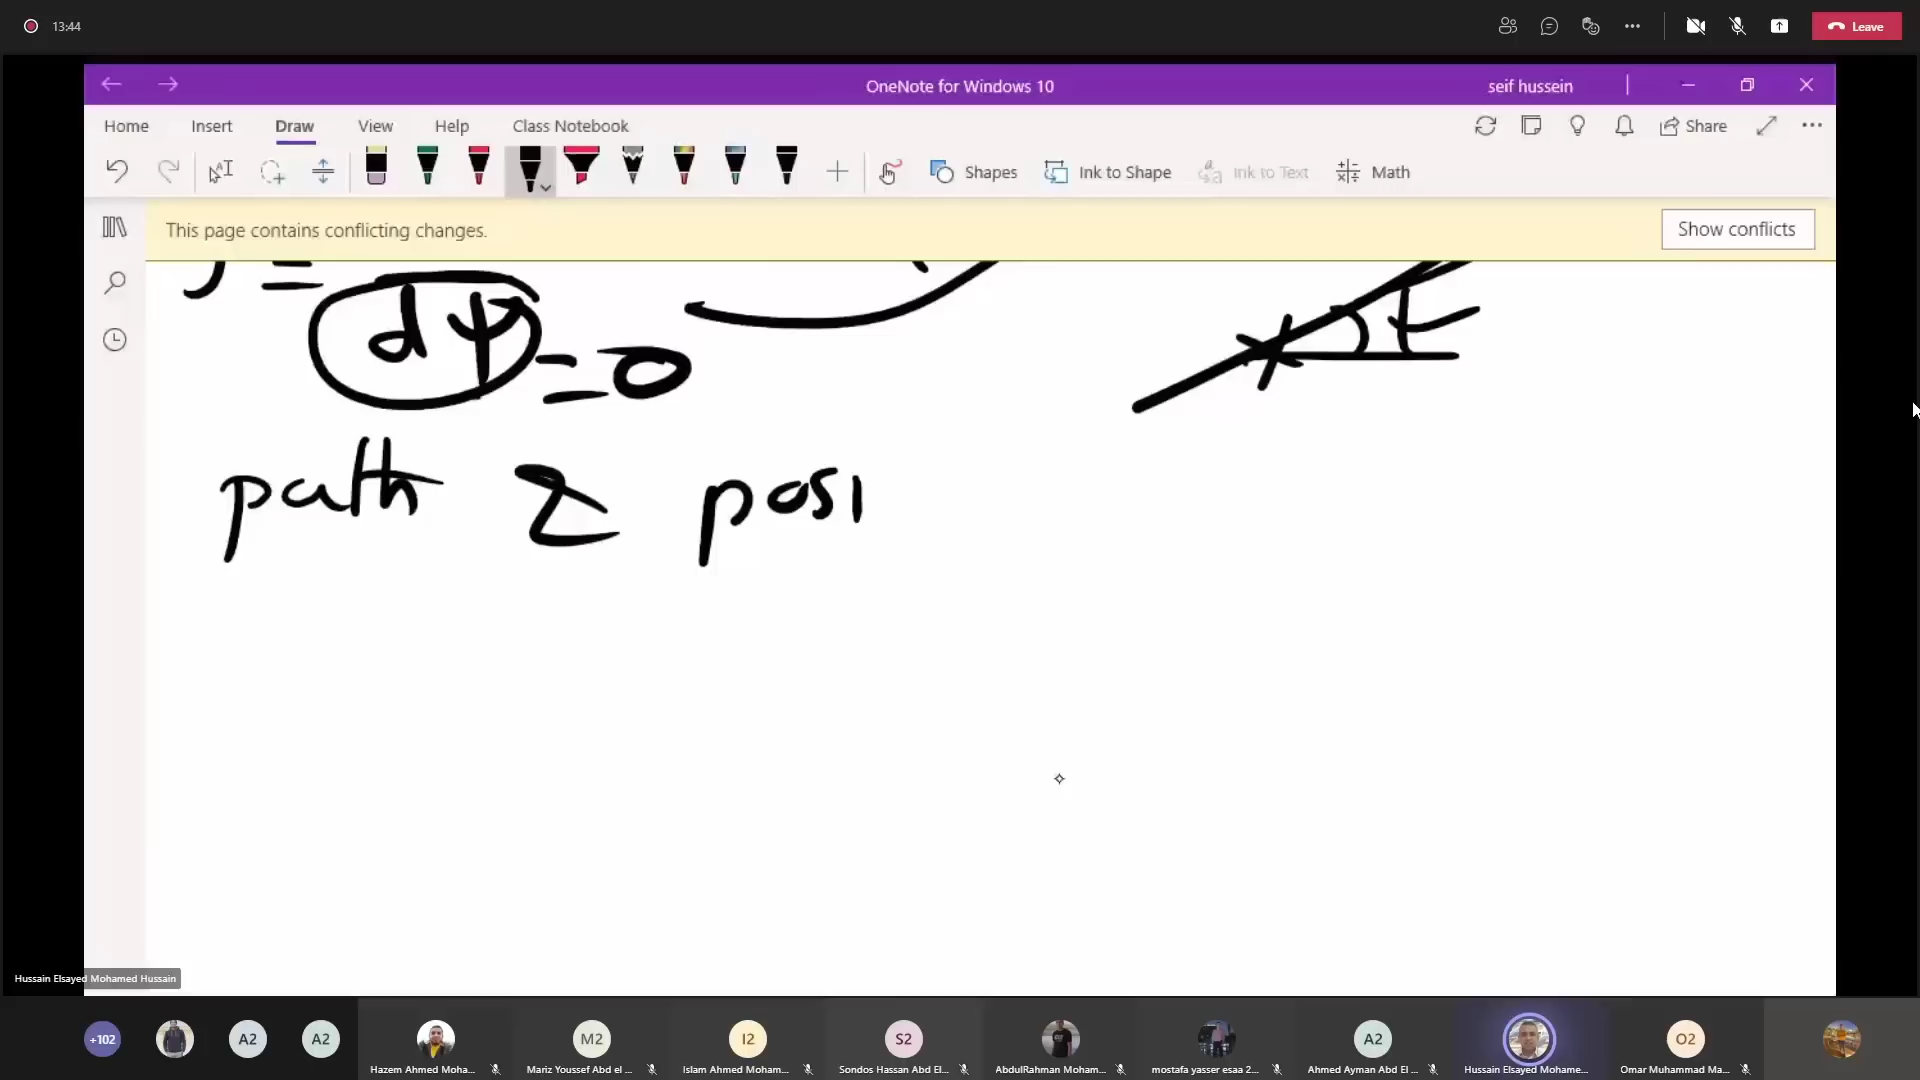 13:44
Leave
OneNote for Windows 10
seif hussein
Home Insert Draw View Help Class Notebook
Share
Shapes Ink to Shape Ink to Text Math
This page contains conflicting changes.
Show conflicts
dψ = 0
t
path & posi
Hussain Elsayed Mohamed Hussain
+102 A2 A2 M2 I2 S2 A2 O2
Hazem Ahmed Moha... Mariz Youssef Abd el ... Islam Ahmed Moham... Sondos Hassan Abd El... AbdulRahman Moham... mostafa yasser esaa 2... Ahmed Ayman Abd El ... Hussain Elsayed Mohame... Omar Muhammad Ma...